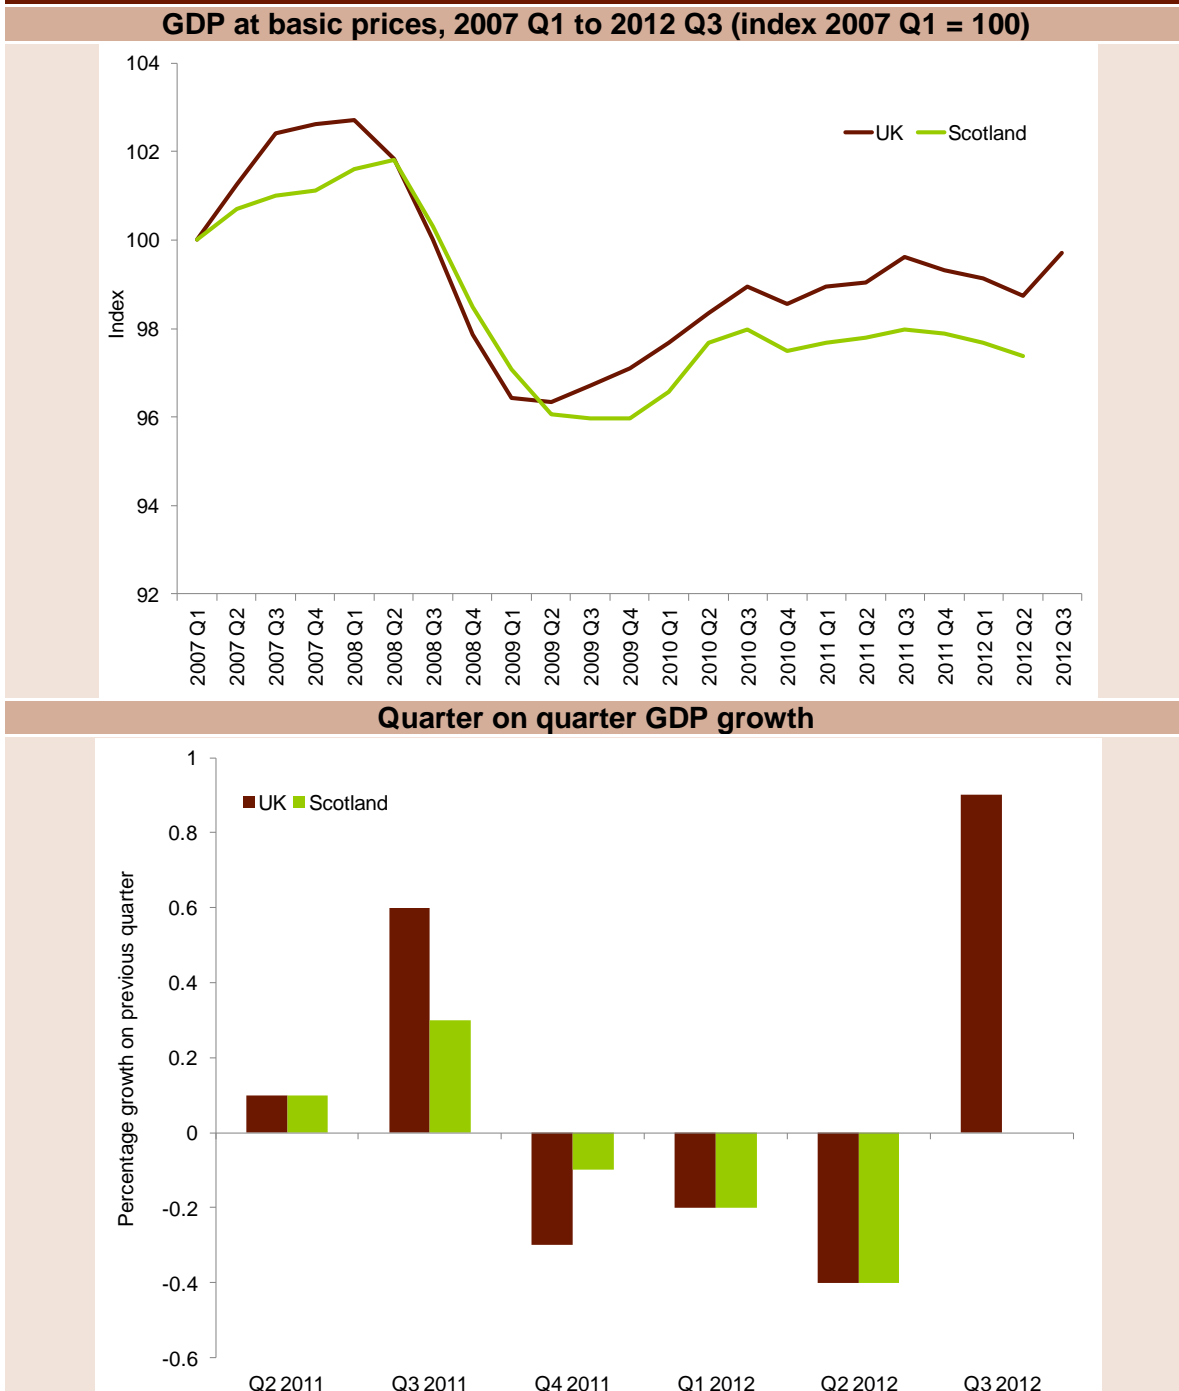 GDP at basic prices, 2007 Q1 to 2012 Q3 (index 2007 Q1 = 100)
104
102
100
98
96
94
92
Index
UK Scotland
2007 Q1
2007 Q2
2007 Q3
2007 Q4
2008 Q1
2008 Q2
2008 Q3
2008 Q4
2009 Q1
2009 Q2
2009 Q3
2009 Q4
2010 Q1
2010 Q2
2010 Q3
2010 Q4
2011 Q1
2011 Q2
2011 Q3
2011 Q4
2012 Q1
2012 Q2
2012 Q3
Quarter on quarter GDP growth
1
0.8
0.6
0.4
0.2
0
-0.2
-0.4
-0.6
Percentage growth on previous quarter
UK Scotland
Q2 2011
Q3 2011
Q4 2011
Q1 2012
Q2 2012
Q3 2012